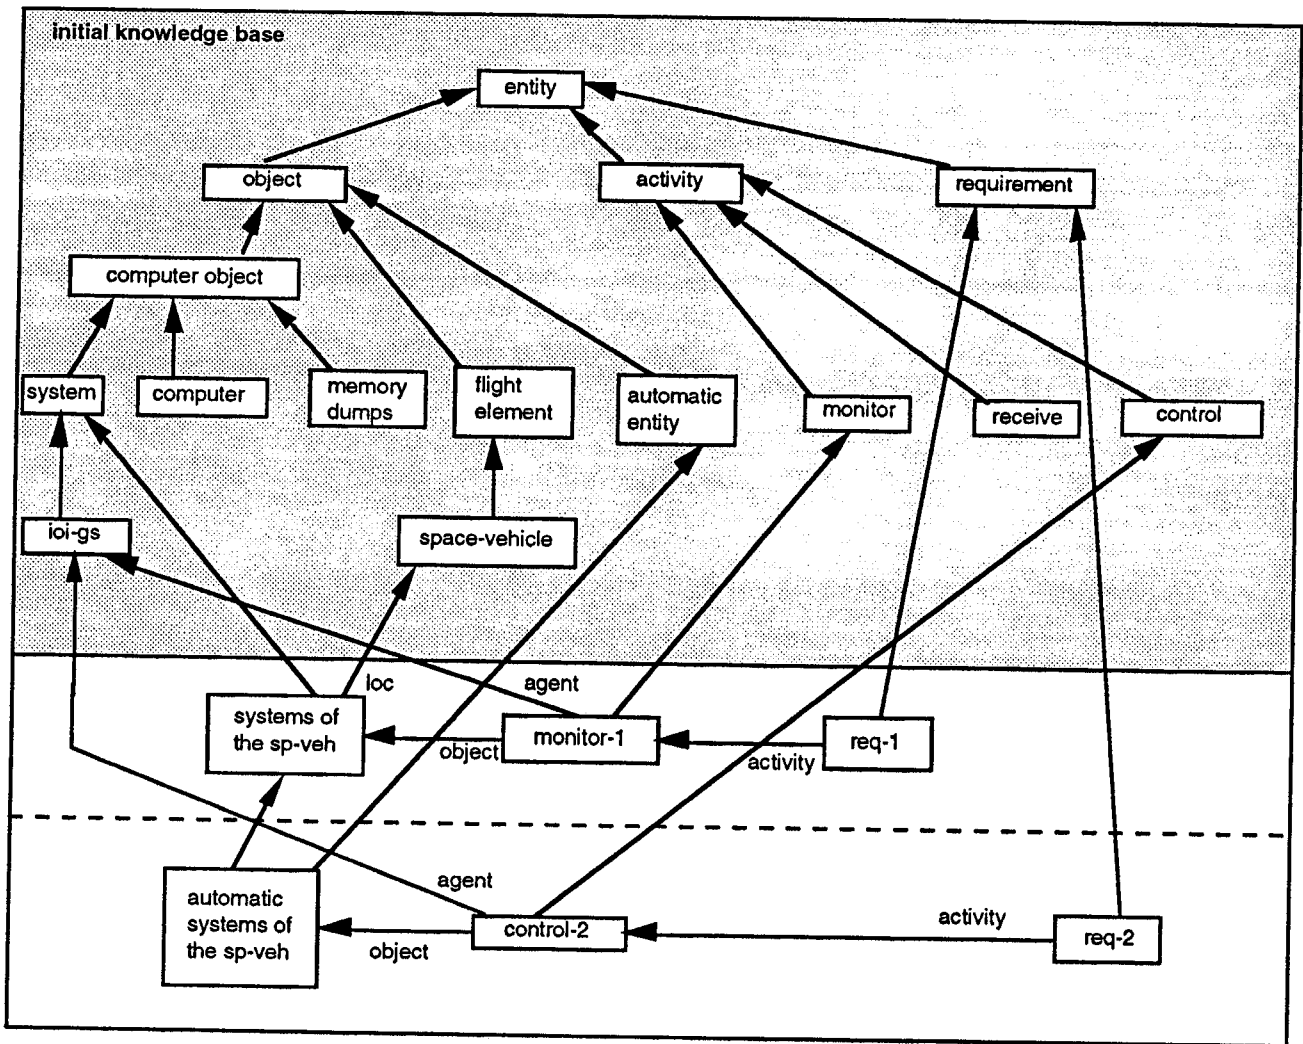 initial knowledge base
entity
object
activity
requirement
computer object
system
computer
memory
dumps
flight
element
automatic
entity
monitor
receive
control
ioi-gs
space-vehicle
loc
agent
systems of
the sp-veh
object
monitor-1
activity
req-1
agent
automatic
systems of
the sp-veh
object
control-2
activity
req-2